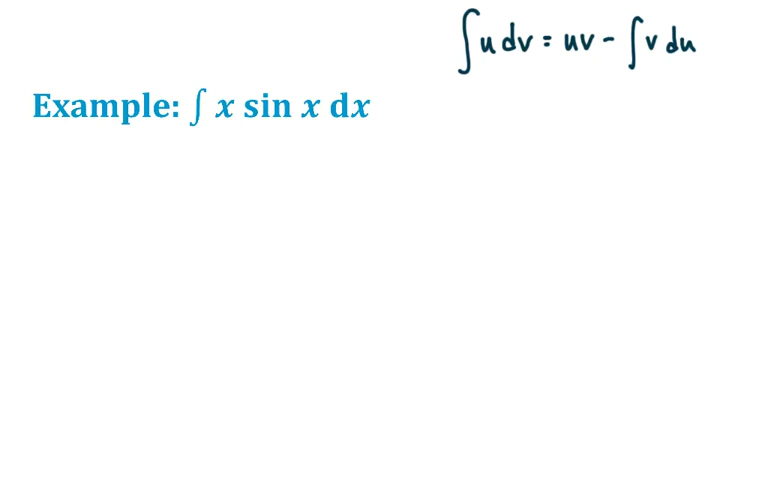 ∫u dv = uv - ∫v du
Example: ∫ x sin x dx